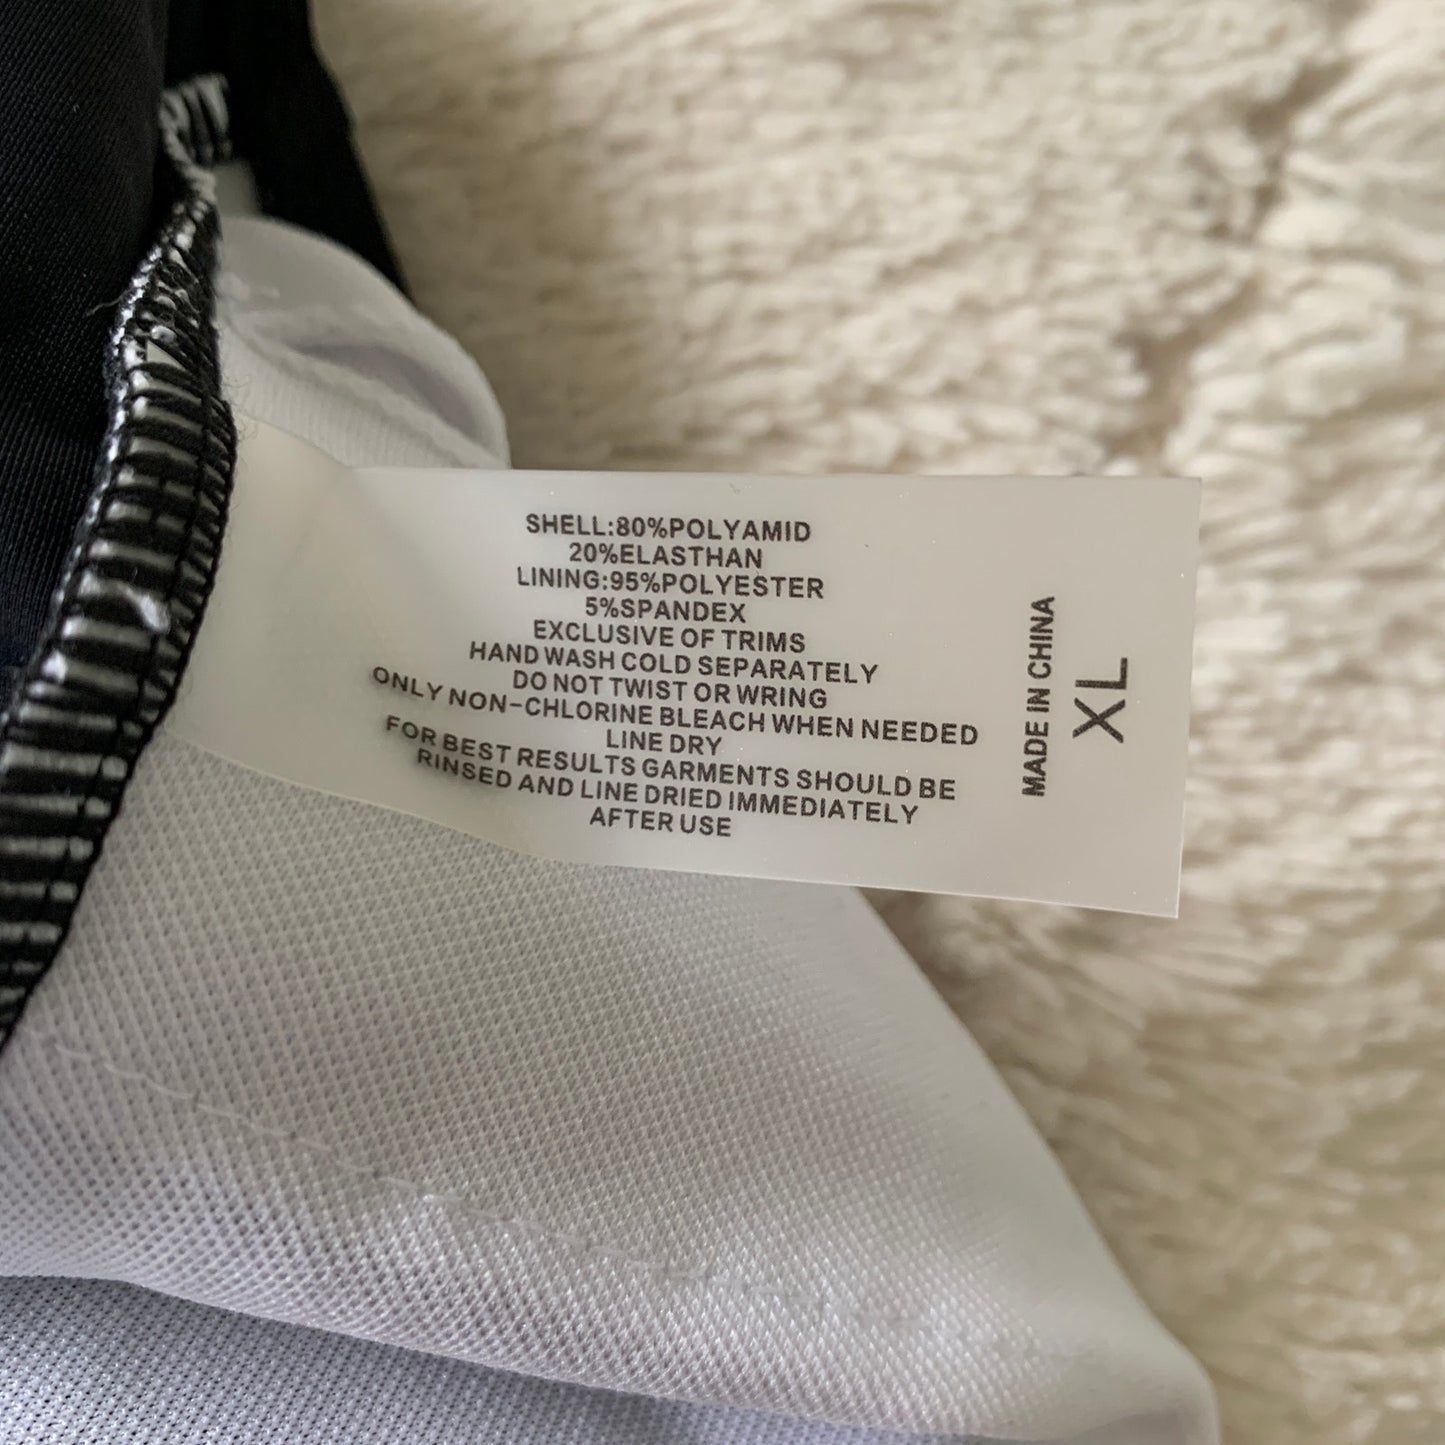 SHELL:80%POLYAMID
20%ELASTHAN
LINING:95%POLYESTER
5%SPANDEX
EXCLUSIVE OF TRIMS
HAND WASH COLD SEPARATELY
DO NOT TWIST OR WRING
ONLY NON-CHLORINE BLEACH WHEN NEEDED
LINE DRY
FOR BEST RESULTS GARMENTS SHOULD BE
RINSED AND LINE DRIED IMMEDIATELY
AFTER USE
MADE IN CHINA
XL